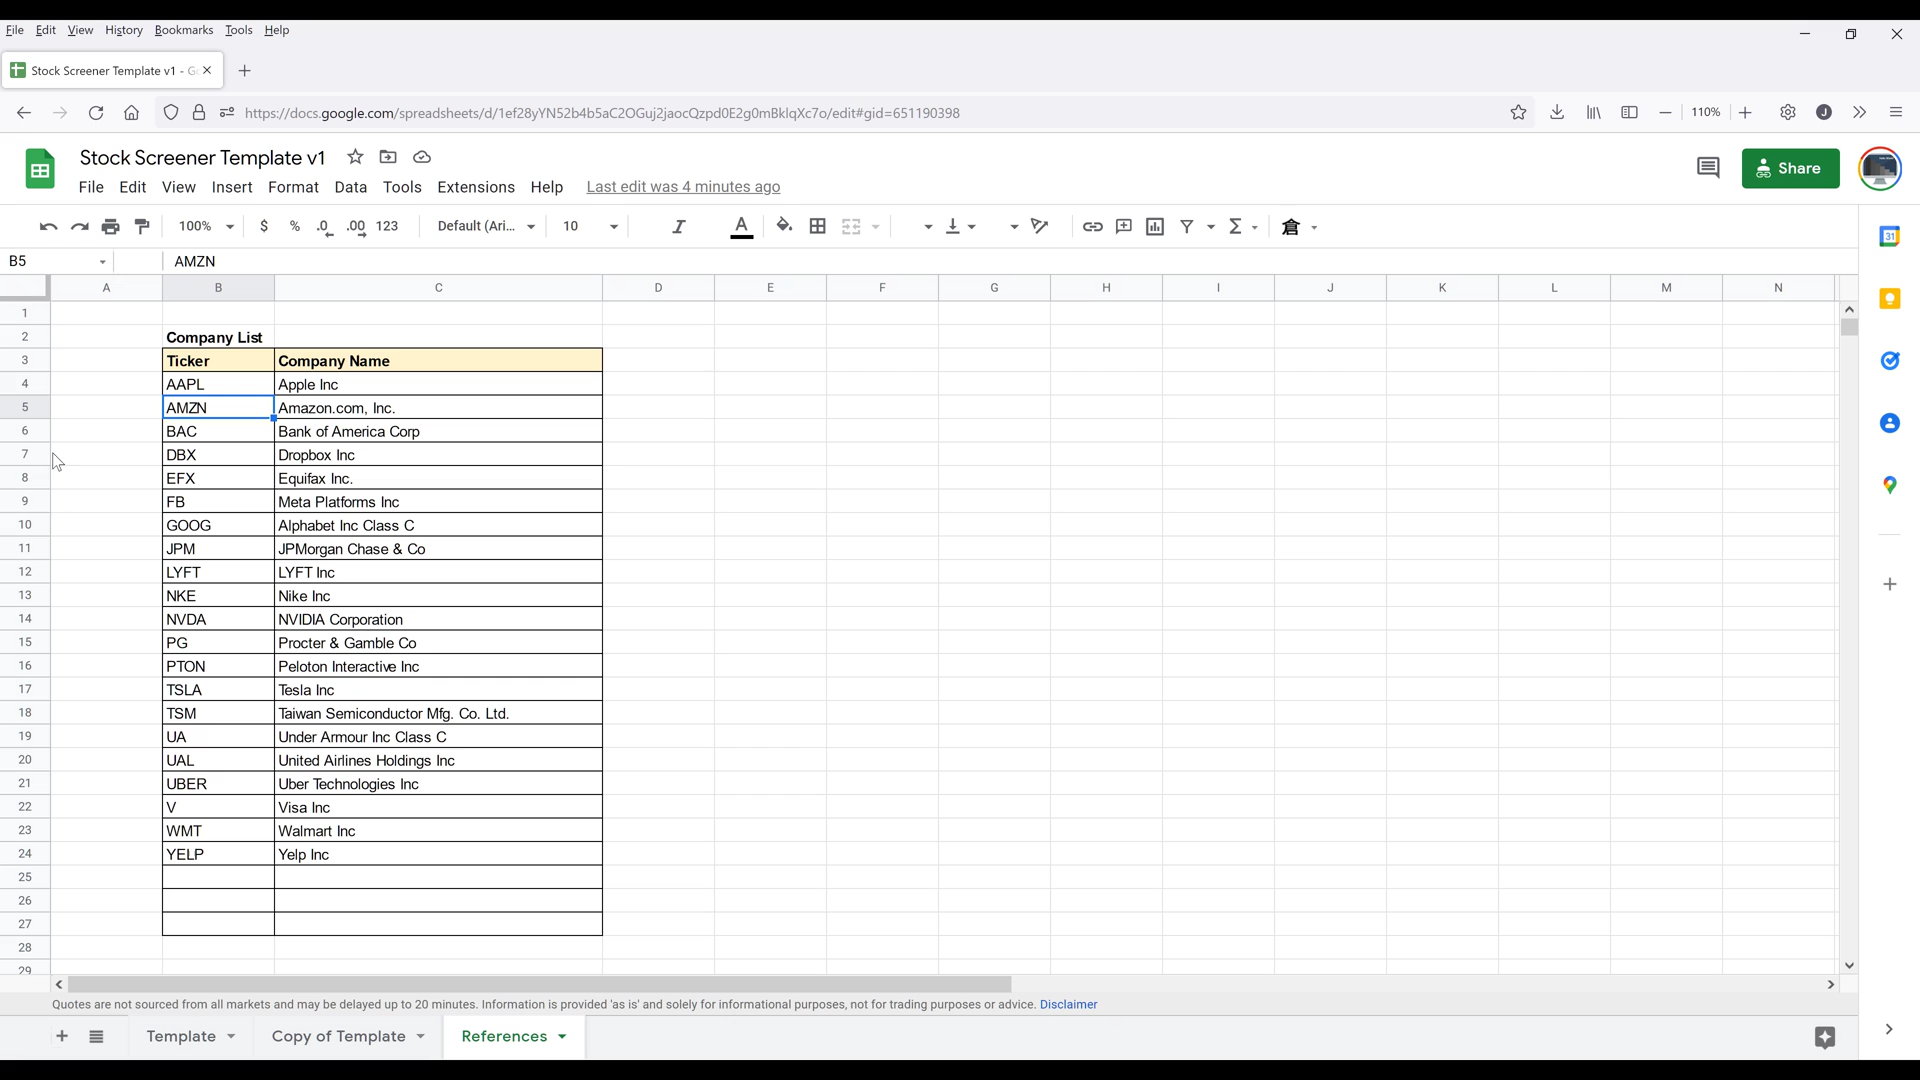 File Edit View History Bookmarks Tools Help
Stock Screener Template v1 - Go
https://docs.google.com/spreadsheets/d/1ef28yYN52b4b5aC2OGuj2jaocQzpd0E2g0mBklqXc7o/edit#gid=651190398
110%
J
Stock Screener Template v1
File Edit View Insert Format Data Tools Extensions Help Last edit was 4 minutes ago
Share
100% $ % .0 .00 123 Default (Ari... 10 A
B5 AMZN
31
A B C D E F G H I J K L M N
1
2 Company List
3 Ticker Company Name
4 AAPL Apple Inc
5 AMZN Amazon.com, Inc.
6 BAC Bank of America Corp
7 DBX Dropbox Inc
8 EFX Equifax Inc.
9 FB Meta Platforms Inc
10 GOOG Alphabet Inc Class C
11 JPM JPMorgan Chase & Co
12 LYFT LYFT Inc
13 NKE Nike Inc
14 NVDA NVIDIA Corporation
15 PG Procter & Gamble Co
16 PTON Peloton Interactive Inc
17 TSLA Tesla Inc
18 TSM Taiwan Semiconductor Mfg. Co. Ltd.
19 UA Under Armour Inc Class C
20 UAL United Airlines Holdings Inc
21 UBER Uber Technologies Inc
22 V Visa Inc
23 WMT Walmart Inc
24 YELP Yelp Inc
25
26
27
28
29
Quotes are not sourced from all markets and may be delayed up to 20 minutes. Information is provided 'as is' and solely for informational purposes, not for trading purposes or advice. Disclaimer
Template Copy of Template References